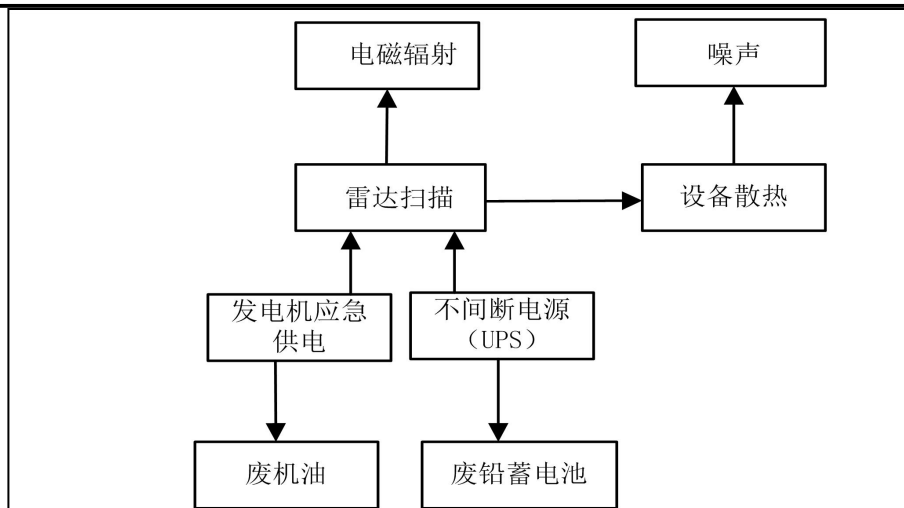 电磁辐射
噪声
雷达扫描
设备散热
发电机应急
供电
不间断电源
（UPS）
废机油
废铅蓄电池